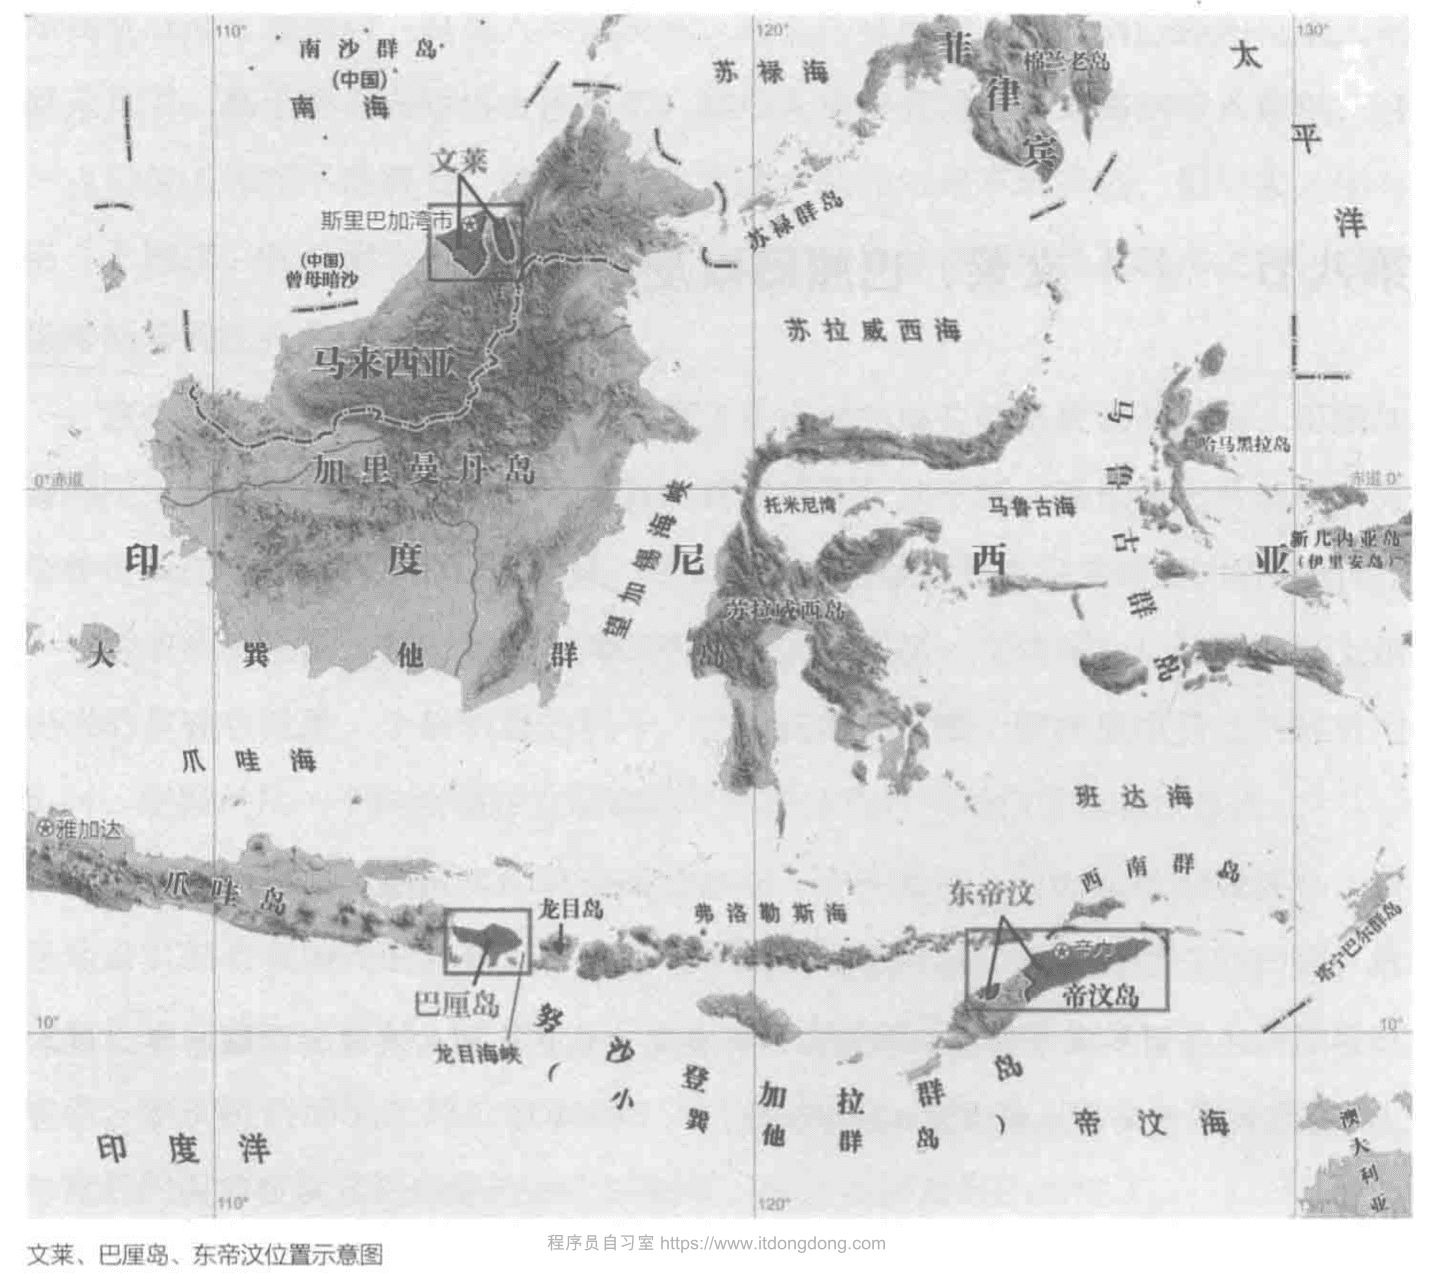 110°
120°
130°
南沙群岛
(中国)
南海
苏禄海
菲律宾
棉兰老岛
太平洋
文莱
斯里巴加湾市
(中国)
曾母暗沙
苏禄群岛
苏拉威西海
马来西亚
加里曼丹岛
马鲁古群岛
哈马黑拉岛
0°赤道
赤道 0°
托米尼湾
马鲁古海
望加锡海峡
新几内亚岛
(伊里安岛)
印度尼西亚
苏拉威西岛
大巽他群岛
爪哇海
班达海
雅加达
爪哇岛
西南群岛
东帝汶
龙目岛
弗洛勒斯海
塔宁巴尔群岛
帝力
帝汶岛
巴厘岛
龙目海峡
10°
10°
努沙登加拉群岛
(小巽他群岛)
帝汶海
印度洋
澳大利亚
110°
120°
文莱、巴厘岛、东帝汶位置示意图
程序员自习室 https://www.itdongdong.com